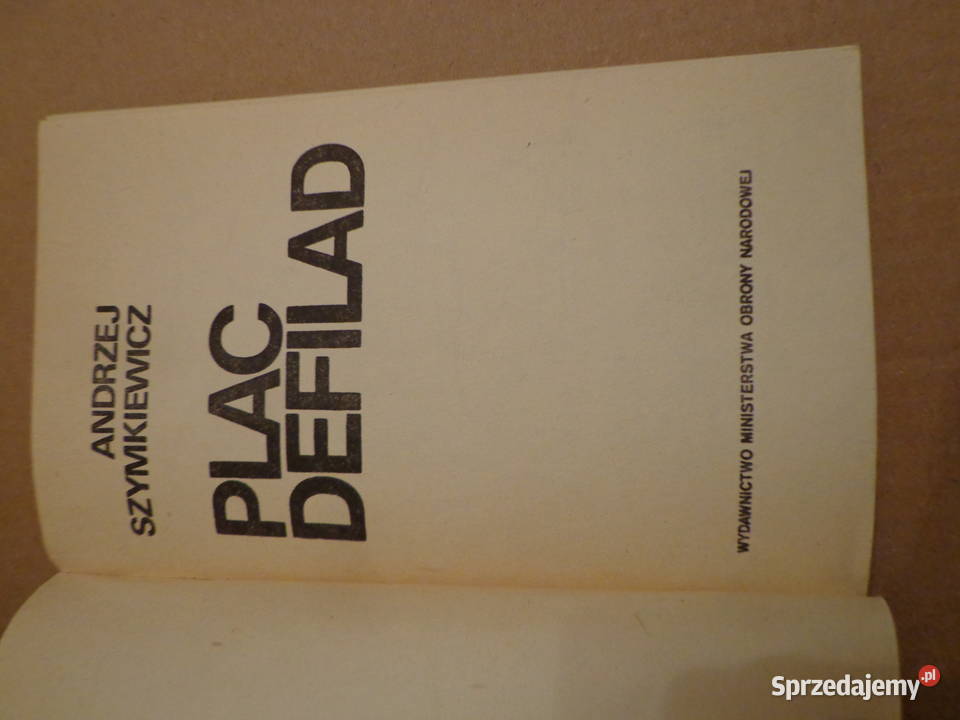 ANDRZEJ
SZYMKIEWICZ
PLAC
DEFILAD
WYDAWNICTWO MINISTERSTWA OBRONY NARODOWEJ
Sprzedajemy.pl